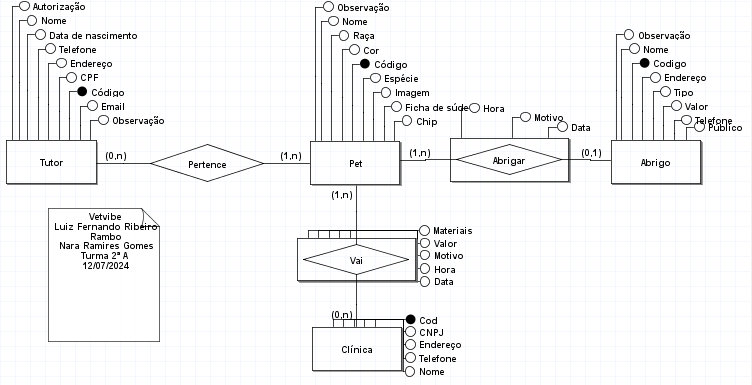 Autorização
Nome
Data de nascimento
Telefone
Endereço
CPF
Código
Email
Observação
Tutor
(0,n)
Pertence
(1,n)
Observação
Nome
Raça
Cor
Código
Espécie
Imagem
Ficha de súde
Chip
Pet
(1,n)
Hora
Motivo
Data
Abrigar
(0,1)
Observação
Nome
Codigo
Endereço
Tipo
Valor
Telefone
Público
Abrigo
(1,n)
Materiais
Valor
Motivo
Hora
Data
Vai
(0,n)
Cod
CNPJ
Endereço
Telefone
Nome
Clínica
Vetvibe
Luiz Fernando Ribeiro
Rambo
Nara Ramires Gomes
Turma 2º A
12/07/2024